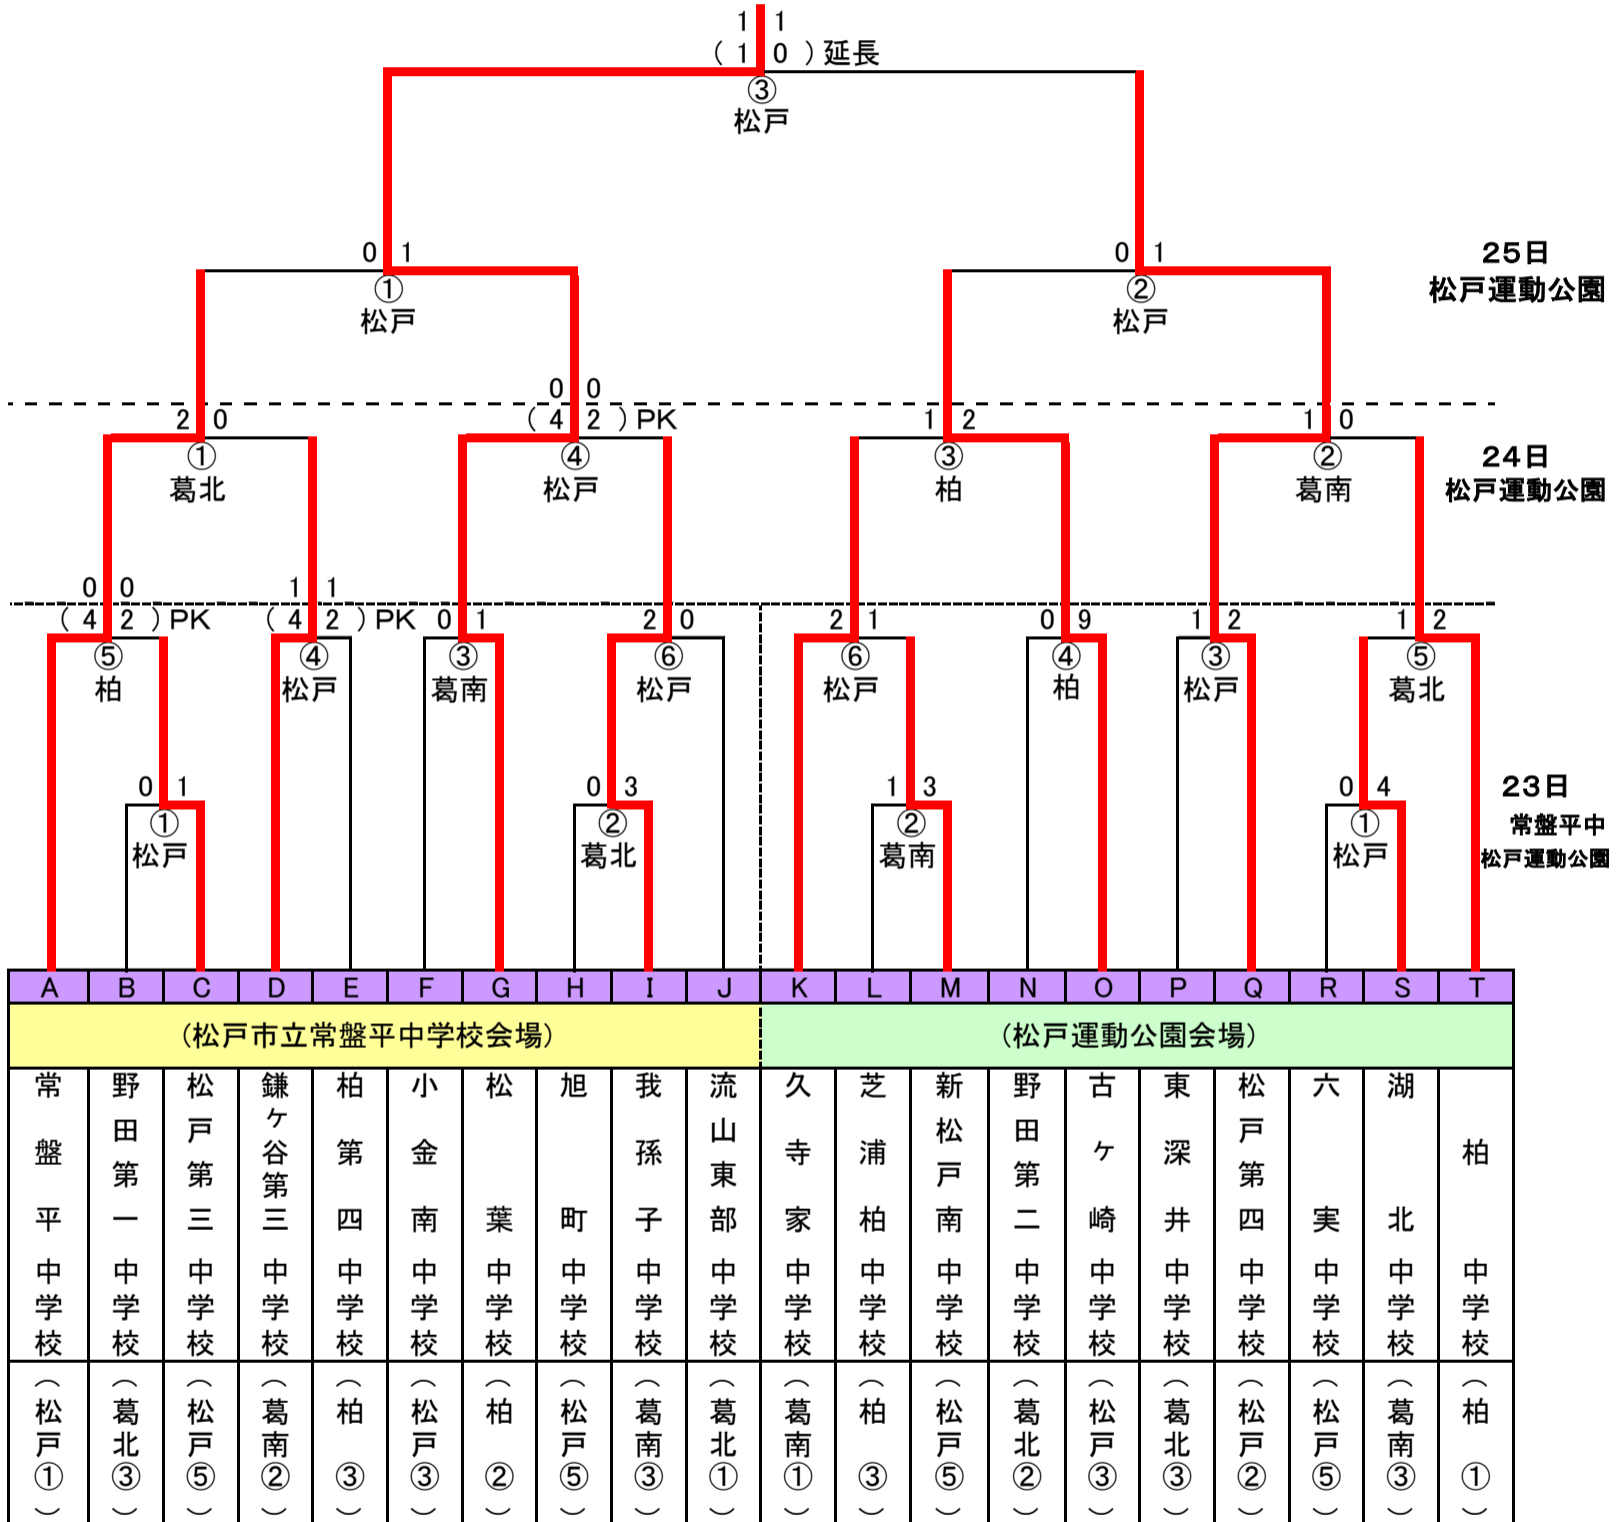 1 1
( 1 0 ) 延長
③
松戸
0 1
①
松戸
0 1
②
松戸
25日
松戸運動公園
2 0
①
葛北
0 0
( 4 2 ) PK
④
松戸
1 2
③
柏
1 0
②
葛南
24日
松戸運動公園
0 0
( 4 2 ) PK
⑤
柏
1 1
( 4 2 ) PK
④
松戸
0 1
③
葛南
2 0
⑥
松戸
2 1
⑥
松戸
0 9
④
柏
1 2
③
松戸
1 2
⑤
葛北
0 1
①
松戸
0 3
②
葛北
1 3
②
葛南
0 4
①
松戸
23日
常盤平中
松戸運動公園
A B C D E F G H I J K L M N O P Q R S T
(松戸市立常盤平中学校会場) (松戸運動公園会場)
常盤平中学校
野田第一中学校
松戸第三中学校
鎌ケ谷第三中学校
柏第四中学校
小金南中学校
松葉中学校
旭町中学校
我孫子中学校
流山東部中学校
久寺家中学校
芝浦柏中学校
新松戸南中学校
野田第二中学校
古ケ崎中学校
東深井中学校
松戸第四中学校
六実中学校
湖北中学校
柏中学校
(松戸①)
(葛北③)
(松戸⑤)
(葛南②)
(柏③)
(松戸③)
(柏②)
(松戸⑤)
(葛南③)
(葛北①)
(葛南①)
(柏③)
(松戸⑤)
(葛北②)
(松戸③)
(葛北③)
(松戸②)
(松戸⑤)
(葛南③)
(柏①)